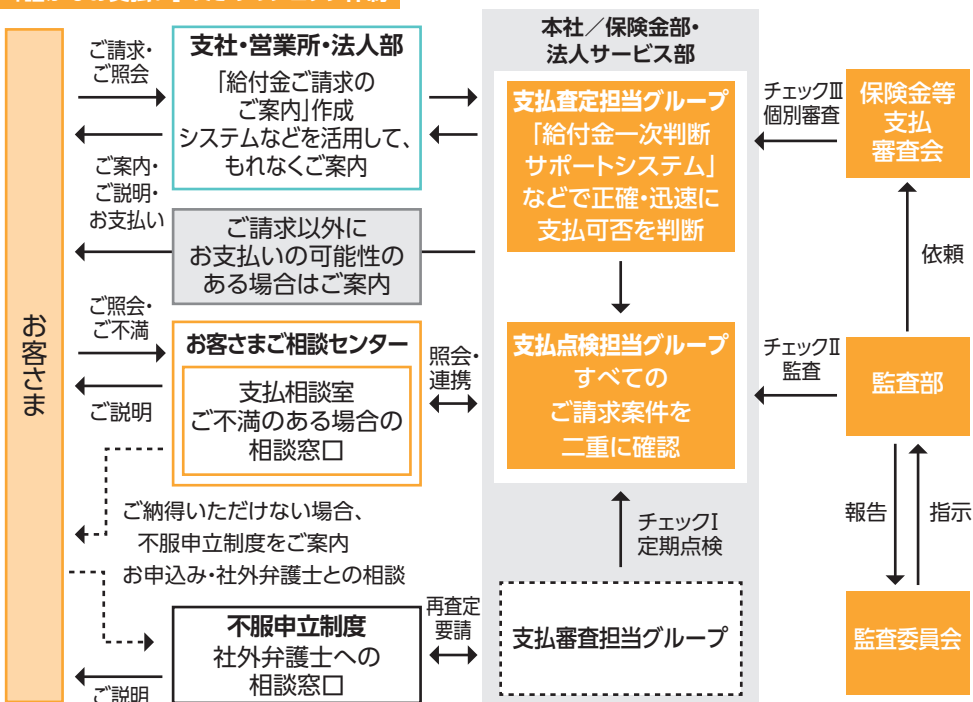 お客さま
ご請求・
ご照会
ご案内・
ご説明・
お支払い
支社・営業所・法人部
「給付金ご請求の
ご案内」作成
システムなどを活用して、
もれなくご案内
ご請求以外に
お支払いの可能性の
ある場合はご案内
ご照会・
ご不満
ご説明
お客さまご相談センター
支払相談室
ご不満のある場合の
相談窓口
照会・
連携
ご納得いただけない場合、
不服申立制度をご案内
お申込み・社外弁護士との相談
不服申立制度
社外弁護士への
相談窓口
ご説明
再査定
要請
本社／保険金部・
法人サービス部
支払査定担当グループ
「給付金一次判断
サポートシステム」
などで正確・迅速に
支払可否を判断
支払点検担当グループ
すべての
ご請求案件を
二重に確認
チェックⅠ
定期点検
支払審査担当グループ
チェックⅢ
個別審査
保険金等
支払
審査会
依頼
チェックⅡ
監査
監査部
報告
指示
監査委員会